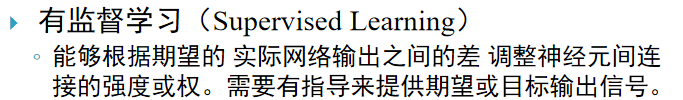 有监督学习（Supervised Learning）
能够根据期望的 实际网络输出之间的差 调整神经元间连
接的强度或权。需要有指导来提供期望或目标输出信号。